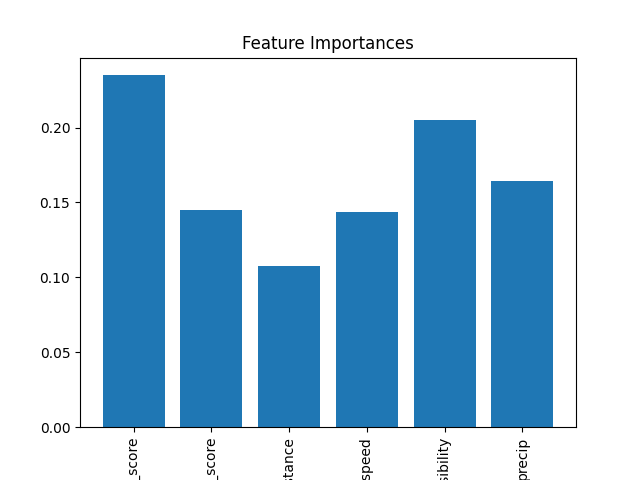 Feature Importances
0.20
0.15
0.10
0.05
0.00
_score
_score
stance
speed
sibility
precip